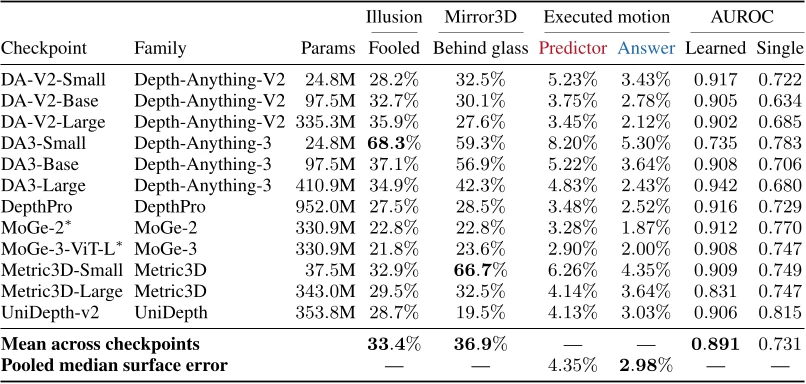 Illusion Mirror3D Executed motion AUROC
Checkpoint Family Params Fooled Behind glass Predictor Answer Learned Single
DA-V2-Small Depth-Anything-V2 24.8M 28.2% 32.5% 5.23% 3.43% 0.917 0.722
DA-V2-Base Depth-Anything-V2 97.5M 32.7% 30.1% 3.75% 2.78% 0.905 0.634
DA-V2-Large Depth-Anything-V2 335.3M 35.9% 27.6% 3.45% 2.12% 0.902 0.685
DA3-Small Depth-Anything-3 24.8M 68.3% 59.3% 8.20% 5.30% 0.735 0.783
DA3-Base Depth-Anything-3 97.5M 37.1% 56.9% 5.22% 3.64% 0.908 0.706
DA3-Large Depth-Anything-3 410.9M 34.9% 42.3% 4.83% 2.43% 0.942 0.680
DepthPro DepthPro 952.0M 27.5% 28.5% 3.48% 2.52% 0.916 0.729
MoGe-2* MoGe-2 330.9M 22.8% 22.8% 3.28% 1.87% 0.912 0.770
MoGe-3-ViT-L* MoGe-3 330.9M 21.8% 23.6% 2.90% 2.00% 0.908 0.747
Metric3D-Small Metric3D 37.5M 32.9% 66.7% 6.26% 4.35% 0.909 0.749
Metric3D-Large Metric3D 343.0M 29.5% 32.5% 4.14% 3.64% 0.831 0.747
UniDepth-v2 UniDepth 353.8M 28.7% 19.5% 4.13% 3.03% 0.906 0.815
Mean across checkpoints 33.4% 36.9% — — 0.891 0.731
Pooled median surface error — — 4.35% 2.98% — —